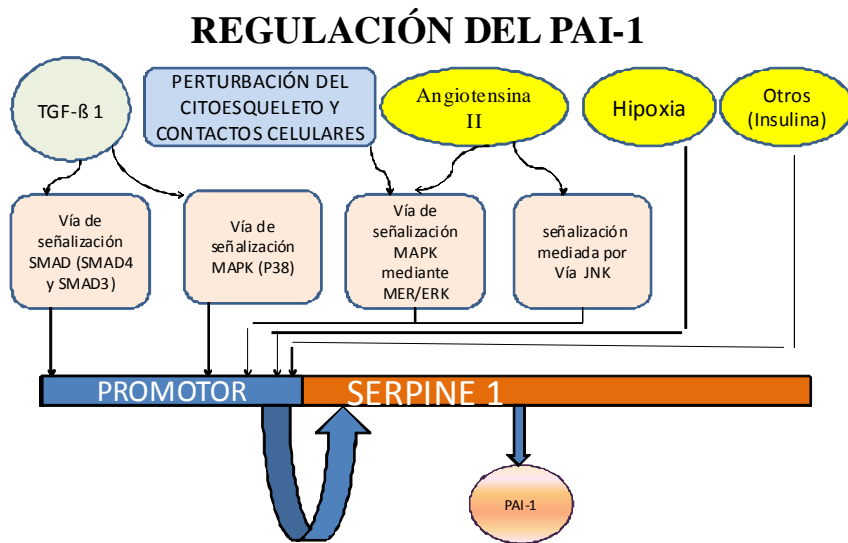 REGULACIÓN DEL PAI-1
TGF-ß 1
PERTURBACIÓN DEL
CITOESQUELETO Y
CONTACTOS CELULARES
Angiotensina
II
Hipoxia
Otros
(Insulina)
Vía de
señalización
SMAD (SMAD4
y SMAD3)
Vía de
señalización
MAPK (P38)
Vía de
señalización
MAPK
mediante
MER/ERK
señalización
mediada por
Vía JNK
PROMOTOR
SERPINE 1
PAI-1